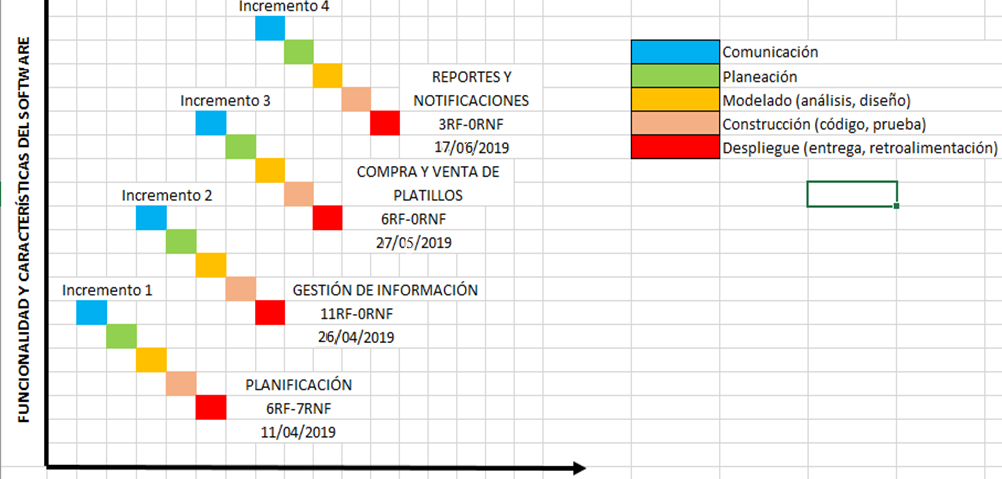 FUNCIONALIDAD Y CARACTERÍSTICAS DEL SOFTWARE
Incremento 4
REPORTES Y
NOTIFICACIONES
3RF-0RNF
17/06/2019
Incremento 3
COMPRA Y VENTA DE
PLATILLOS
6RF-0RNF
27/05/2019
Incremento 2
GESTIÓN DE INFORMACIÓN
11RF-0RNF
26/04/2019
Incremento 1
PLANIFICACIÓN
6RF-7RNF
11/04/2019
Comunicación
Planeación
Modelado (análisis, diseño)
Construcción (código, prueba)
Despliegue (entrega, retroalimentación)